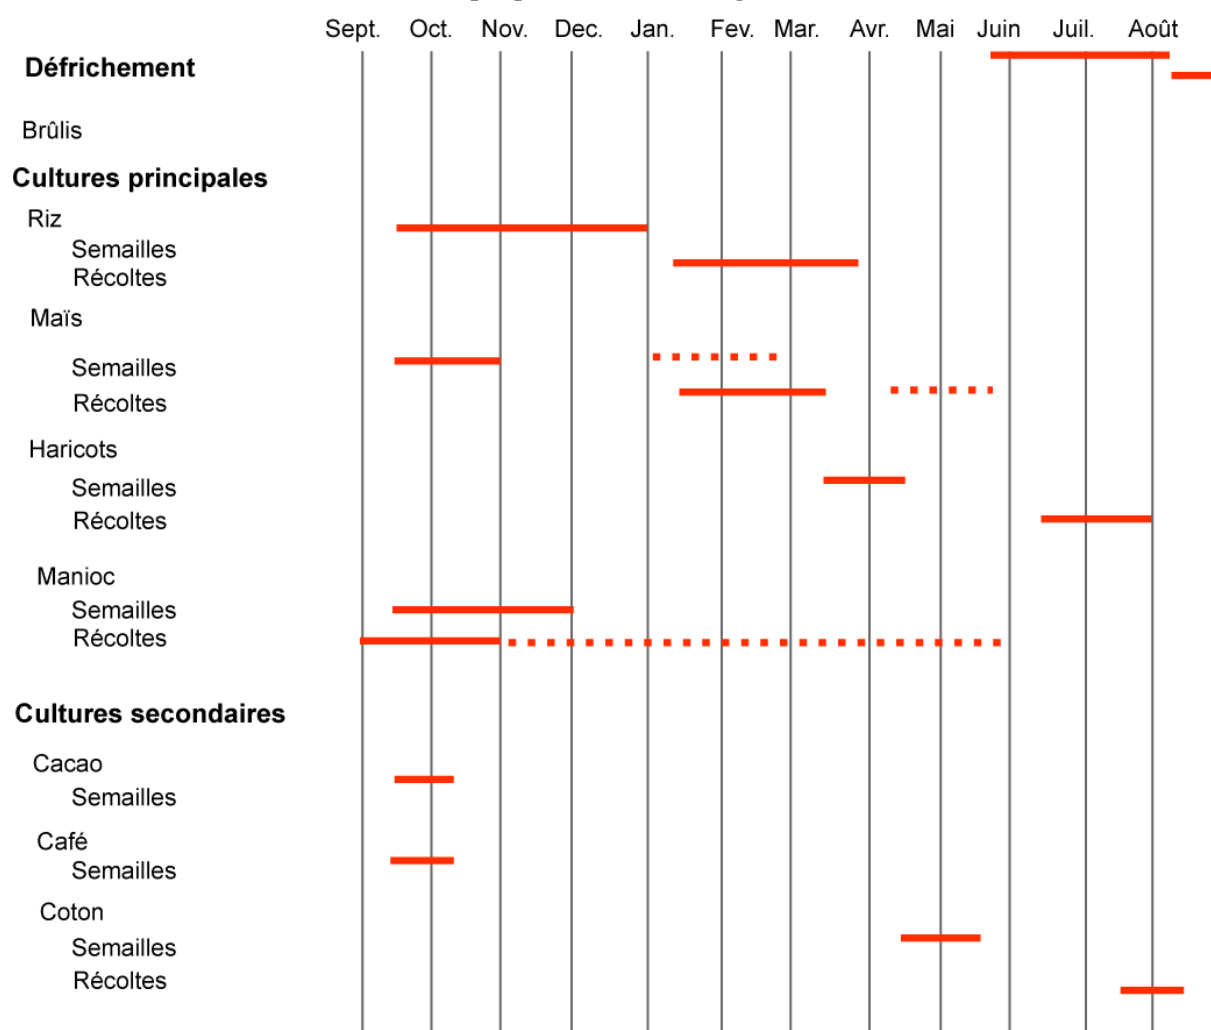 Sept. Oct. Nov. Dec. Jan. Fev. Mar. Avr. Mai Juin Juil. Août
Défrichement
Brûlis
Cultures principales
Riz
Semailles
Récoltes
Maïs
Semailles
Récoltes
Haricots
Semailles
Récoltes
Manioc
Semailles
Récoltes
Cultures secondaires
Cacao
Semailles
Café
Semailles
Coton
Semailles
Récoltes